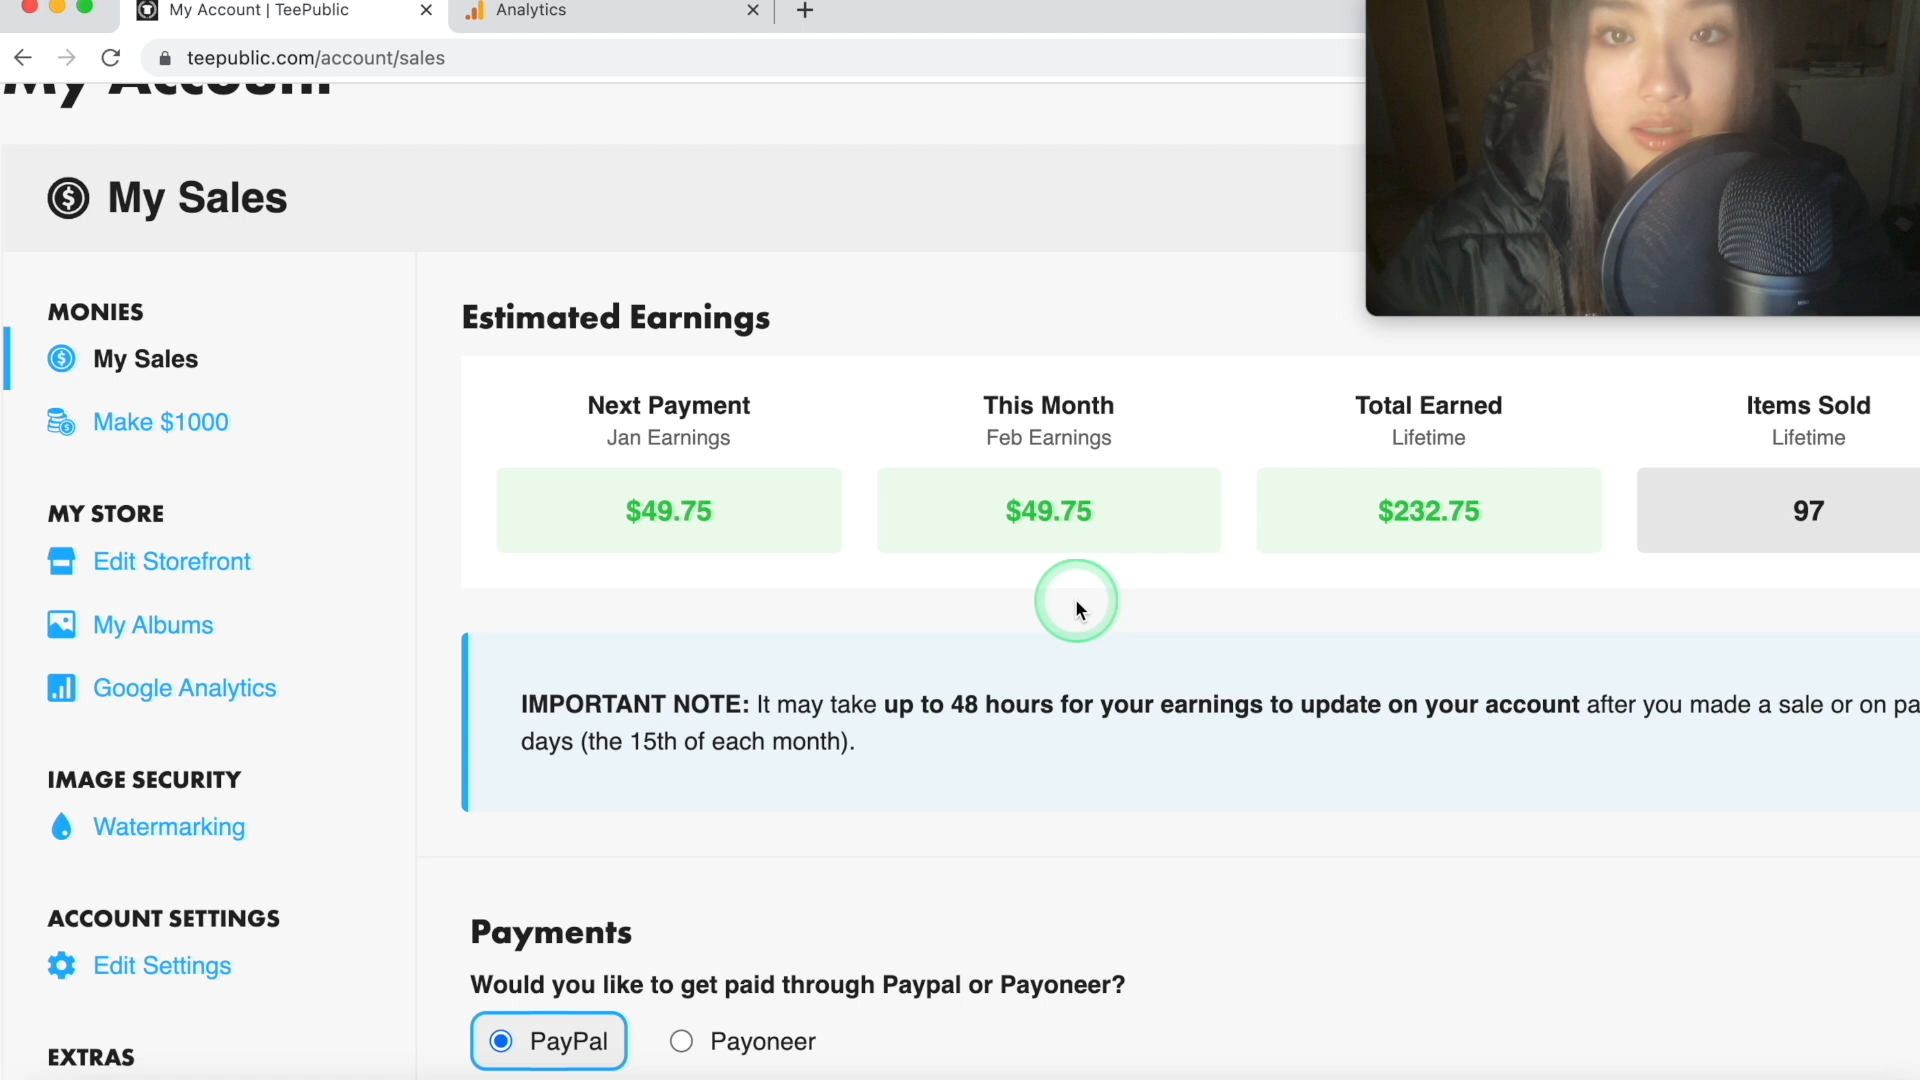 My Account | TeePublic
Analytics
teepublic.com/account/sales
My Account
My Sales
MONIES
My Sales
Make $1000
MY STORE
Edit Storefront
My Albums
Google Analytics
IMAGE SECURITY
Watermarking
ACCOUNT SETTINGS
Edit Settings
EXTRAS
Estimated Earnings
Next Payment
Jan Earnings
$49.75
This Month
Feb Earnings
$49.75
Total Earned
Lifetime
$232.75
Items Sold
Lifetime
97
IMPORTANT NOTE: It may take up to 48 hours for your earnings to update on your account after you made a sale or on pa
days (the 15th of each month).
Payments
Would you like to get paid through Paypal or Payoneer?
PayPal
Payoneer